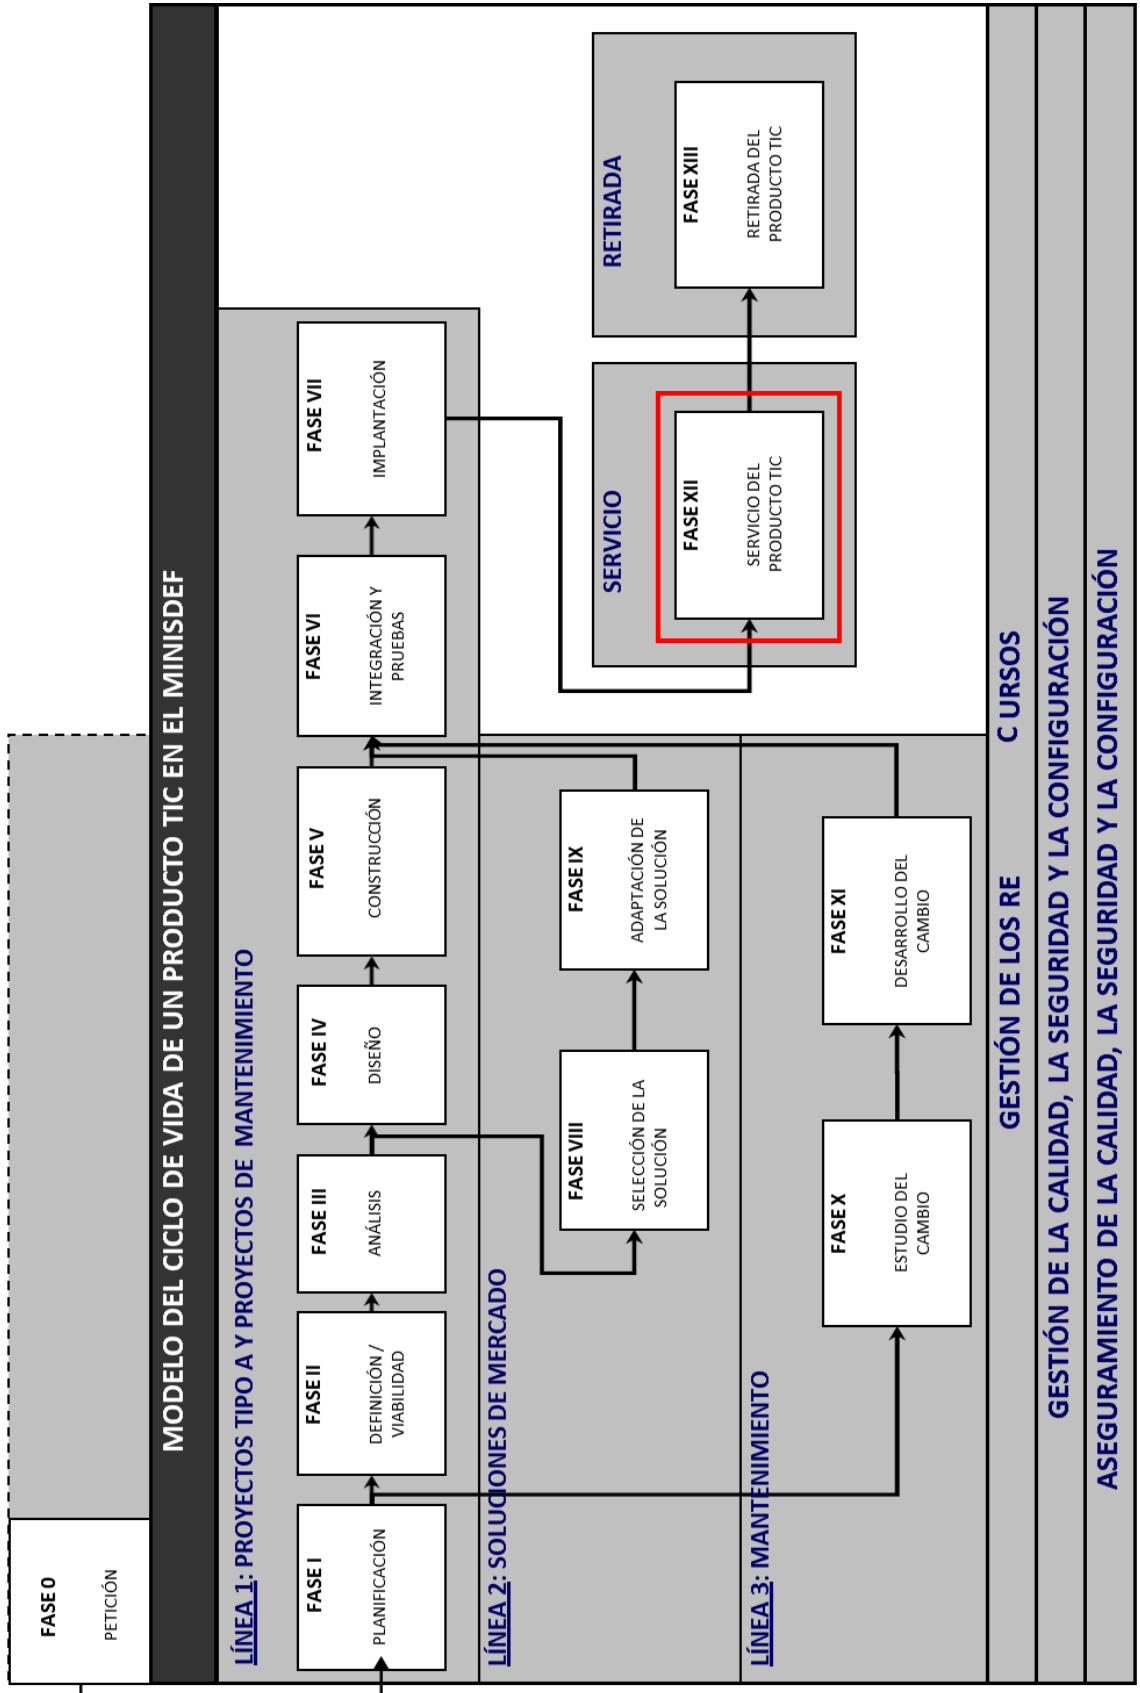 FASE 0
PETICIÓN
MODELO DEL CICLO DE VIDA DE UN PRODUCTO TIC EN EL MINISDEF
LÍNEA 1: PROYECTOS TIPO A Y PROYECTOS DE MANTENIMIENTO
FASE I
PLANIFICACIÓN
FASE II
DEFINICIÓN /
VIABILIDAD
FASE III
ANÁLISIS
FASE IV
DISEÑO
FASE V
CONSTRUCCIÓN
FASE VI
INTEGRACIÓN Y
PRUEBAS
FASE VII
IMPLANTACIÓN
LÍNEA 2: SOLUCIONES DE MERCADO
FASE VIII
SELECCIÓN DE LA
SOLUCIÓN
FASE IX
ADAPTACIÓN DE
LA SOLUCIÓN
LÍNEA 3: MANTENIMIENTO
FASE X
ESTUDIO DEL
CAMBIO
FASE XI
DESARROLLO DEL
CAMBIO
SERVICIO
FASE XII
SERVICIO DEL
PRODUCTO TIC
RETIRADA
FASE XIII
RETIRADA DEL
PRODUCTO TIC
GESTIÓN DE LOS RE C URSOS
GESTIÓN DE LA CALIDAD, LA SEGURIDAD Y LA CONFIGURACIÓN
ASEGURAMIENTO DE LA CALIDAD, LA SEGURIDAD Y LA CONFIGURACIÓN